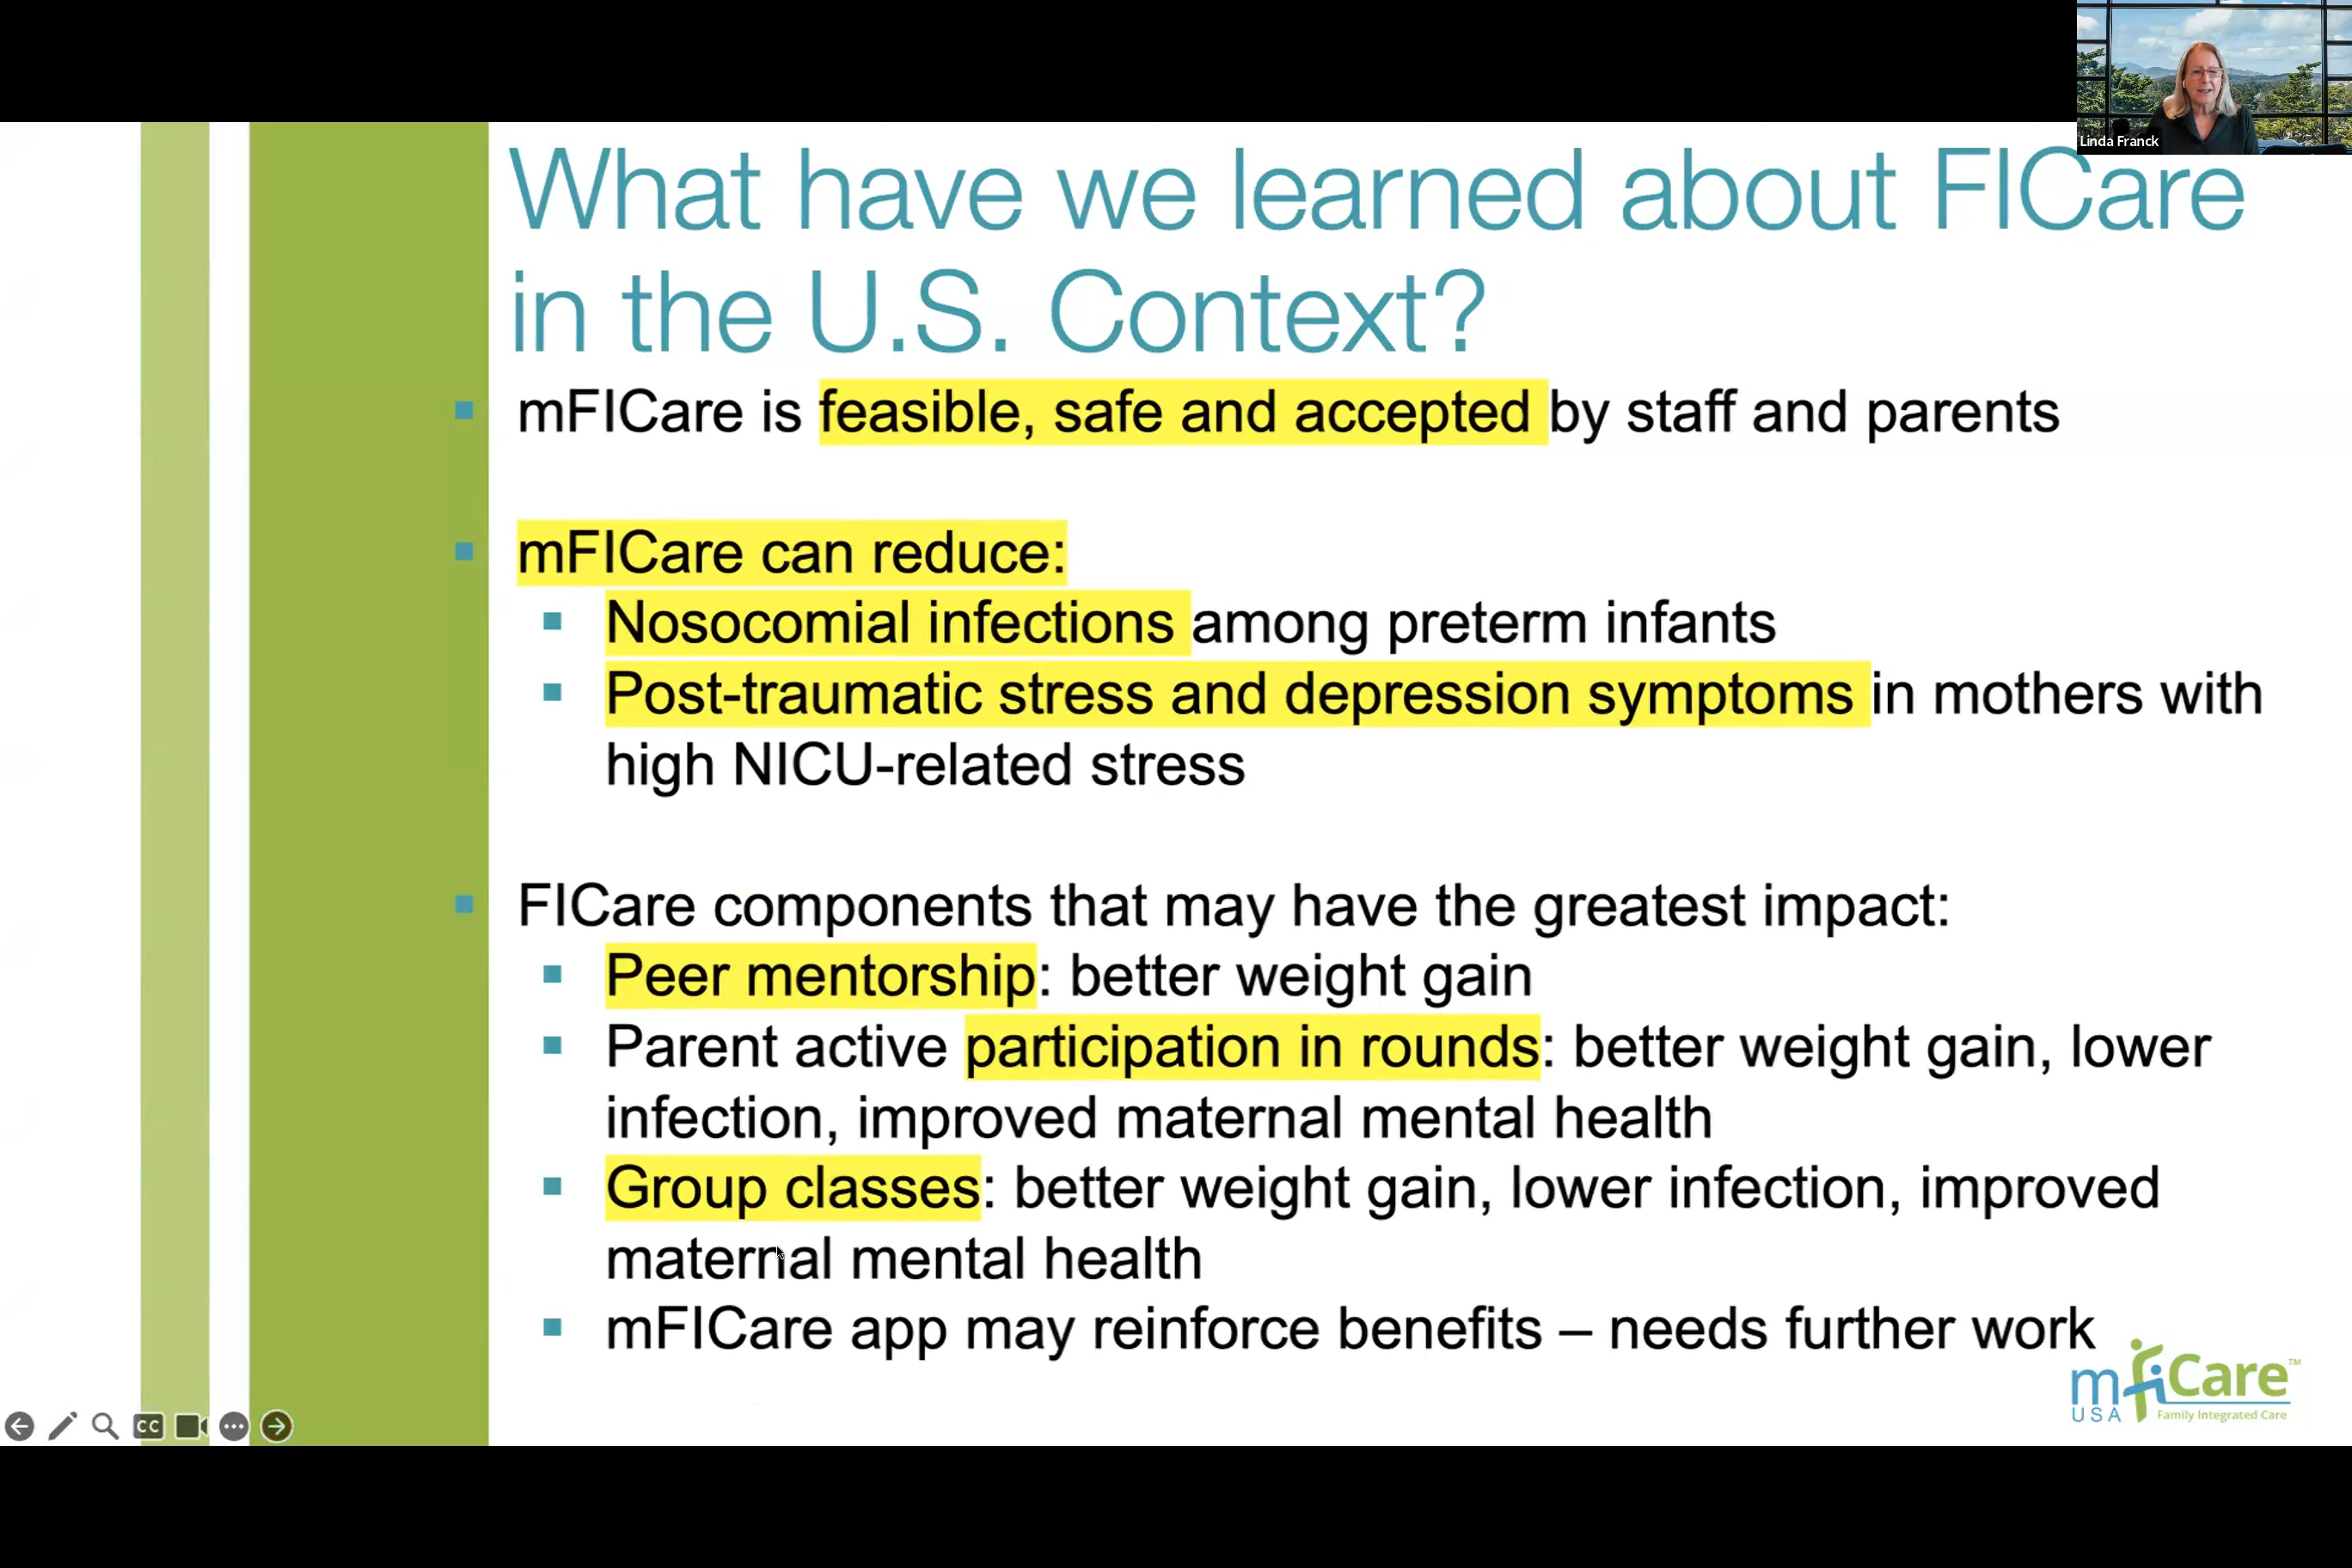 Linda Franck
What have we learned about FICare
in the U.S. Context?
mFICare is feasible, safe and accepted by staff and parents
mFICare can reduce:
Nosocomial infections among preterm infants
Post-traumatic stress and depression symptoms in mothers with
high NICU-related stress
FICare components that may have the greatest impact:
Peer mentorship: better weight gain
Parent active participation in rounds: better weight gain, lower
infection, improved maternal mental health
Group classes: better weight gain, lower infection, improved
maternal mental health
mFICare app may reinforce benefits – needs further work
mfiCare™
USA Family Integrated Care
CC